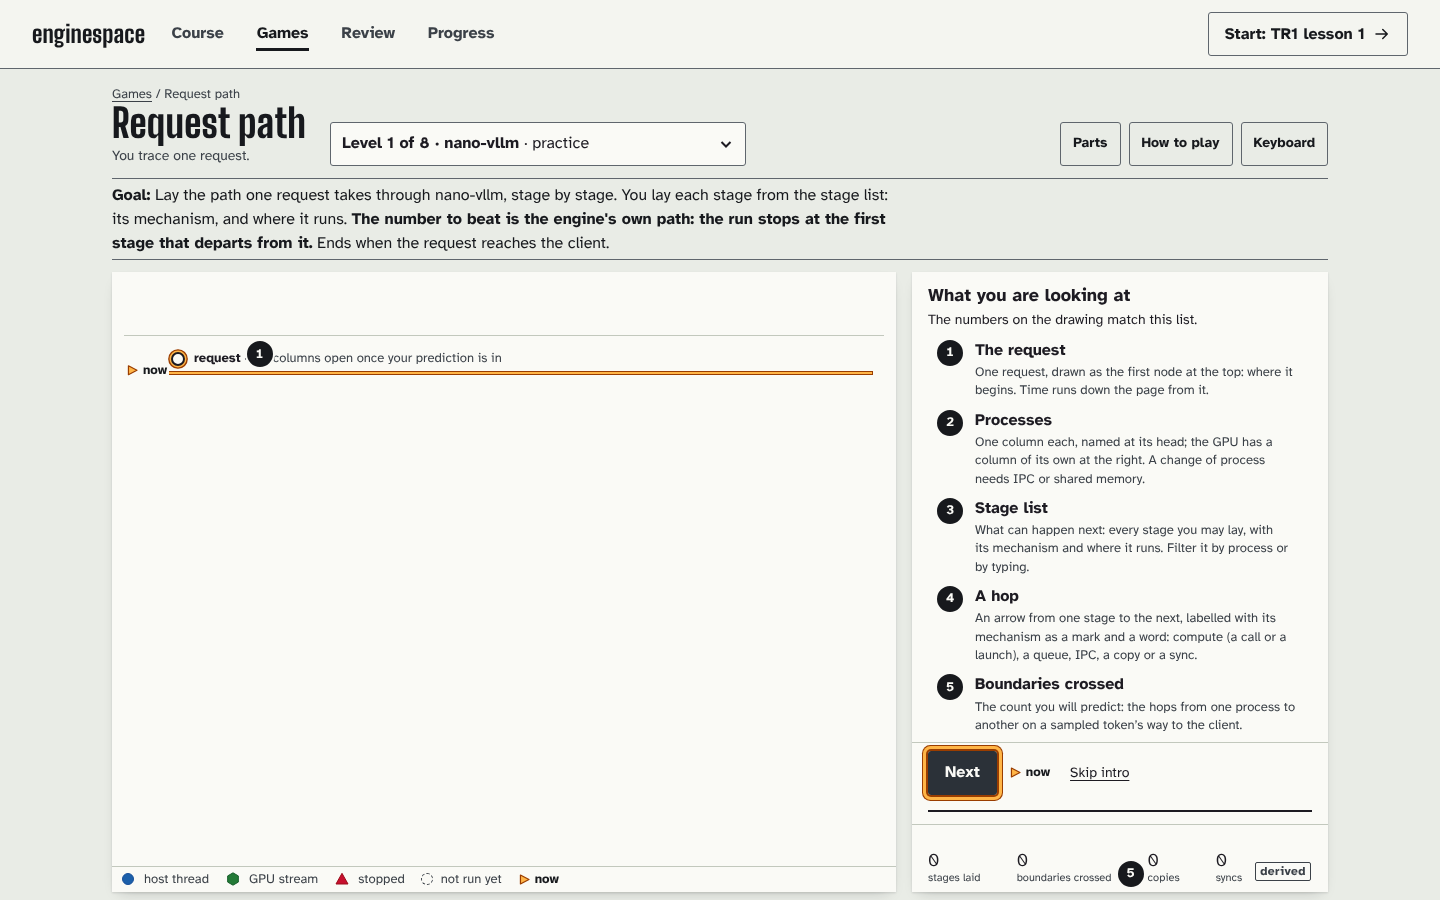 enginespace
Course
Games
Review
Progress
Start: TR1 lesson 1 →
Games / Request path
Request path
You trace one request.
Level 1 of 8 · nano-vllm · practice
Parts
How to play
Keyboard
Goal: Lay the path one request takes through nano-vllm, stage by stage. You lay each stage from the stage list:
its mechanism, and where it runs. The number to beat is the engine's own path: the run stops at the first
stage that departs from it. Ends when the request reaches the client.
request · 1 columns open once your prediction is in
now
host thread
GPU stream
stopped
not run yet
now
What you are looking at
The numbers on the drawing match this list.
1 The request
One request, drawn as the first node at the top: where it
begins. Time runs down the page from it.
2 Processes
One column each, named at its head; the GPU has a
column of its own at the right. A change of process
needs IPC or shared memory.
3 Stage list
What can happen next: every stage you may lay, with
its mechanism and where it runs. Filter it by process or
by typing.
4 A hop
An arrow from one stage to the next, labelled with its
mechanism as a mark and a word: compute (a call or a
launch), a queue, IPC, a copy or a sync.
5 Boundaries crossed
The count you will predict: the hops from one process to
another on a sampled token's way to the client.
Next
now
Skip intro
0 stages laid
0 boundaries crossed
5
0 copies
0 syncs
derived